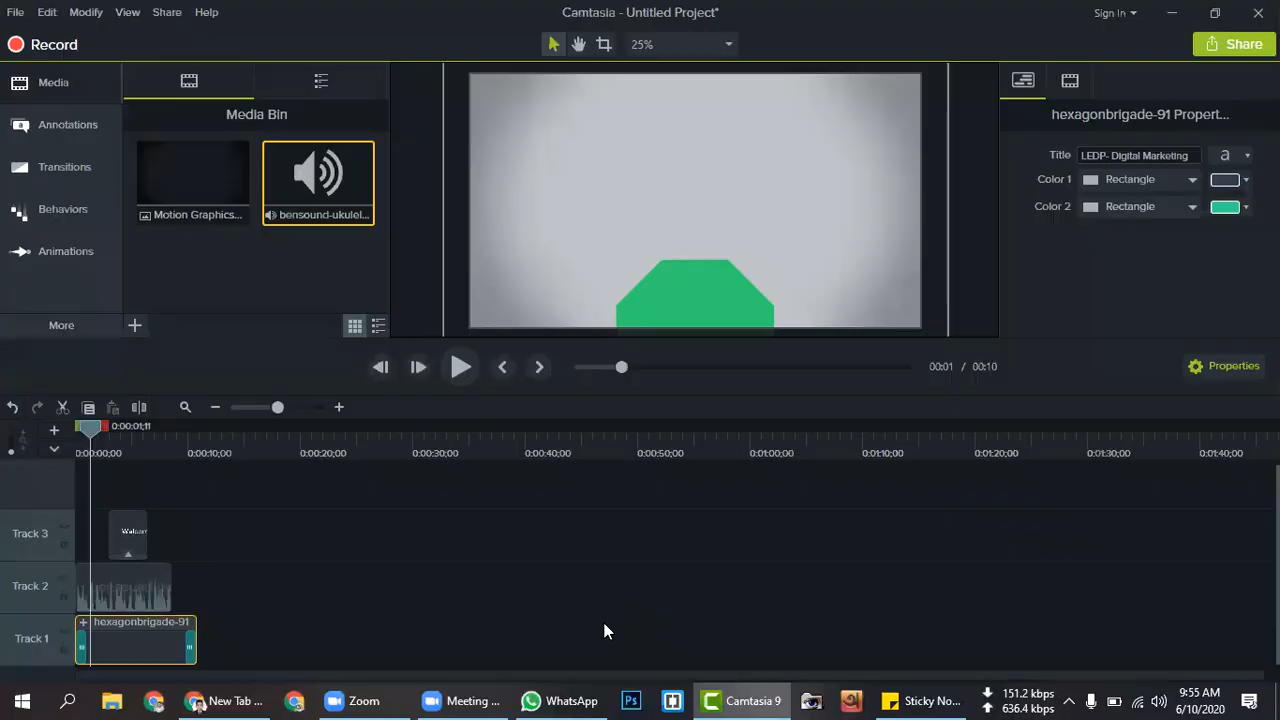 File Edit Modify View Share Help
Camtasia - Untitled Project*
Sign In
Record
25%
Share
Media
Annotations
Transitions
Behaviors
Animations
More
Media Bin
Motion Graphics...
bensound-ukulel...
hexagonbrigade-91 Propert...
Title LEDP- Digital Marketing a
Color 1 Rectangle
Color 2 Rectangle
00:01 / 00:10
Properties
0:00:01;11
0:00:00;00 0:00:10;00 0:00:20;00 0:00:30;00 0:00:40;00 0:00:50;00 0:01:00;00 0:01:10;00 0:01:20;00 0:01:30;00 0:01:40;00
Track 3
Welcom
Track 2
Track 1
hexagonbrigade-91
New Tab ...
Zoom
Meeting ...
WhatsApp
Ps
Camtasia 9
Sticky No...
151.2 kbps
636.4 kbps
9:55 AM
6/10/2020